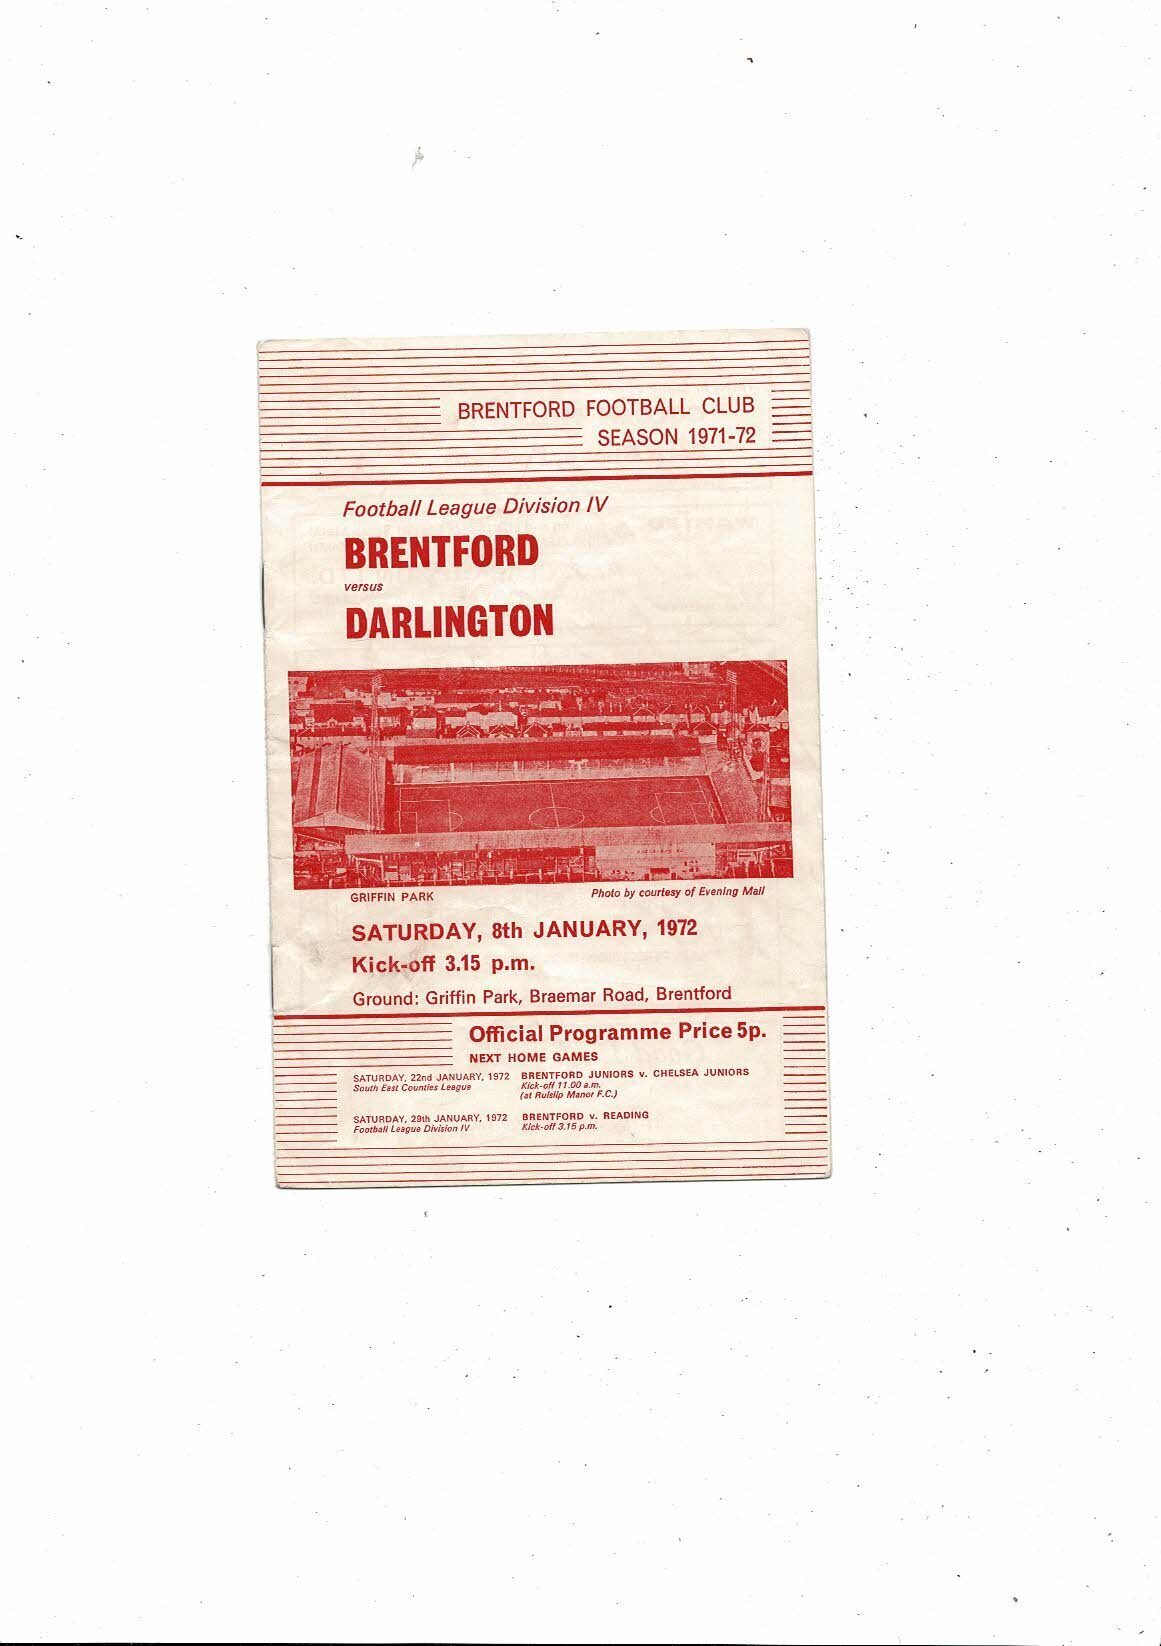 BRENTFORD FOOTBALL CLUB
SEASON 1971-72
Football League Division IV
BRENTFORD
versus
DARLINGTON
GRIFFIN PARK
Photo by courtesy of Evening Mail
SATURDAY, 8th JANUARY, 1972
Kick-off 3.15 p.m.
Ground: Griffin Park, Braemar Road, Brentford
Official Programme Price 5p.
NEXT HOME GAMES
SATURDAY, 22nd JANUARY, 1972 BRENTFORD JUNIORS v. CHELSEA JUNIORS
South East Counties League Kick-off 11.00 a.m.
(at Ruislip Manor F.C.)
SATURDAY, 29th JANUARY, 1972 BRENTFORD v. READING
Football League Division IV Kick-off 3.15 p.m.